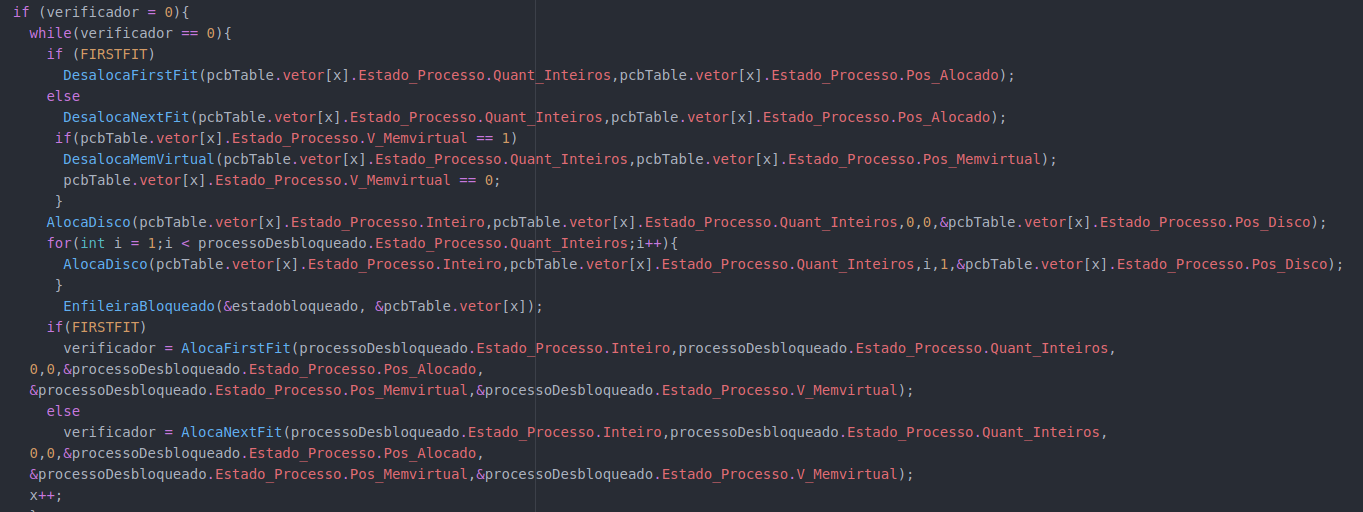 if (verificador = 0){
while(verificador == 0){
if (FIRSTFIT)
DesalocaFirstFit(pcbTable.vetor[x].Estado_Processo.Quant_Inteiros,pcbTable.vetor[x].Estado_Processo.Pos_Alocado);
else
DesalocaNextFit(pcbTable.vetor[x].Estado_Processo.Quant_Inteiros,pcbTable.vetor[x].Estado_Processo.Pos_Alocado);
if(pcbTable.vetor[x].Estado_Processo.V_Memvirtual == 1)
DesalocaMemVirtual(pcbTable.vetor[x].Estado_Processo.Quant_Inteiros,pcbTable.vetor[x].Estado_Processo.Pos_Memvirtual);
pcbTable.vetor[x].Estado_Processo.V_Memvirtual == 0;
}
AlocaDisco(pcbTable.vetor[x].Estado_Processo.Inteiro,pcbTable.vetor[x].Estado_Processo.Quant_Inteiros,0,0,&pcbTable.vetor[x].Estado_Processo.Pos_Disco);
for(int i = 1;i < processoDesbloqueado.Estado_Processo.Quant_Inteiros;i++){
AlocaDisco(pcbTable.vetor[x].Estado_Processo.Inteiro,pcbTable.vetor[x].Estado_Processo.Quant_Inteiros,i,1,&pcbTable.vetor[x].Estado_Processo.Pos_Disco);
}
EnfileiraBloqueado(&estadobloqueado, &pcbTable.vetor[x]);
if(FIRSTFIT)
verificador = AlocaFirstFit(processoDesbloqueado.Estado_Processo.Inteiro,processoDesbloqueado.Estado_Processo.Quant_Inteiros,
0,0,&processoDesbloqueado.Estado_Processo.Pos_Alocado,
&processoDesbloqueado.Estado_Processo.Pos_Memvirtual,&processoDesbloqueado.Estado_Processo.V_Memvirtual);
else
verificador = AlocaNextFit(processoDesbloqueado.Estado_Processo.Inteiro,processoDesbloqueado.Estado_Processo.Quant_Inteiros,
0,0,&processoDesbloqueado.Estado_Processo.Pos_Alocado,
&processoDesbloqueado.Estado_Processo.Pos_Memvirtual,&processoDesbloqueado.Estado_Processo.V_Memvirtual);
x++;